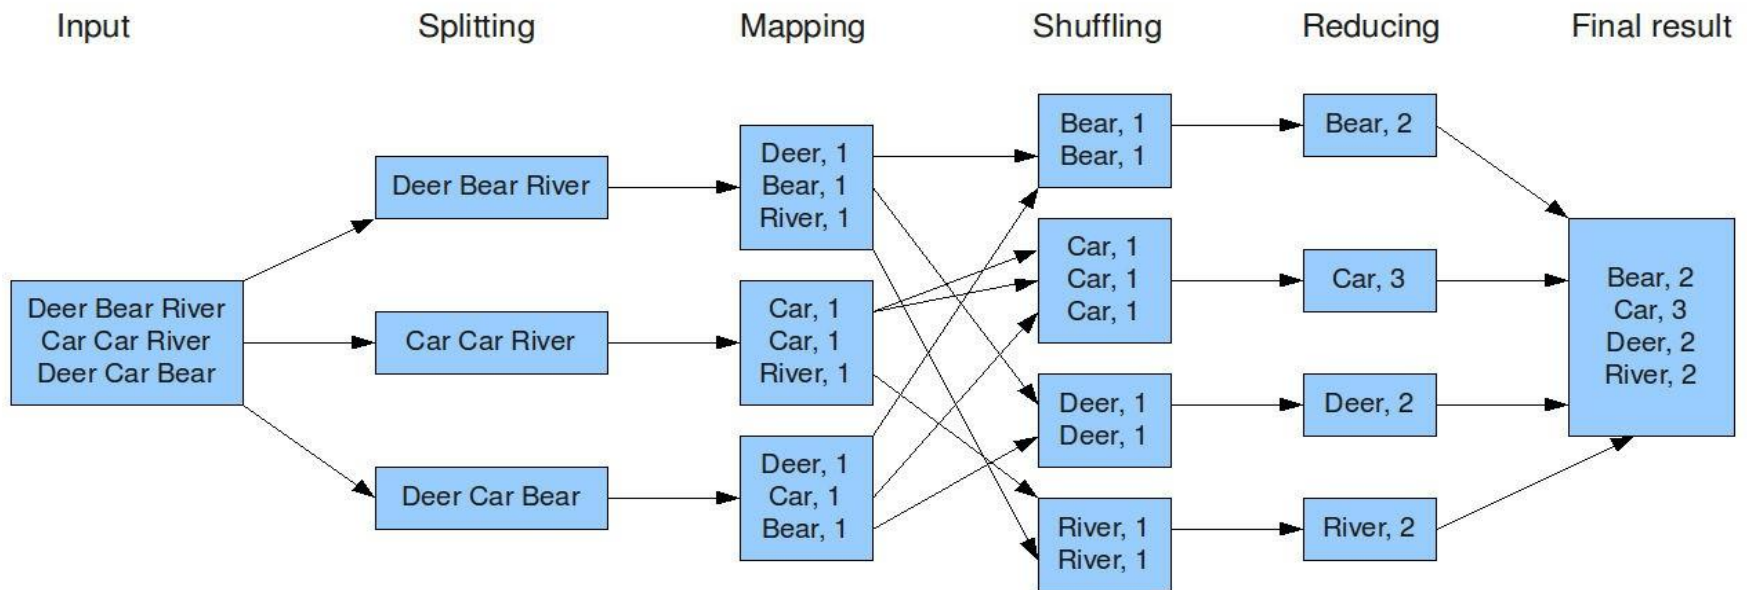 Input
Splitting
Mapping
Shuffling
Reducing
Final result
Deer Bear River
Car Car River
Deer Car Bear
Deer Bear River
Car Car River
Deer Car Bear
Deer, 1
Bear, 1
River, 1
Car, 1
Car, 1
River, 1
Deer, 1
Car, 1
Bear, 1
Bear, 1
Bear, 1
Car, 1
Car, 1
Car, 1
Deer, 1
Deer, 1
River, 1
River, 1
Bear, 2
Car, 3
Deer, 2
River, 2
Bear, 2
Car, 3
Deer, 2
River, 2